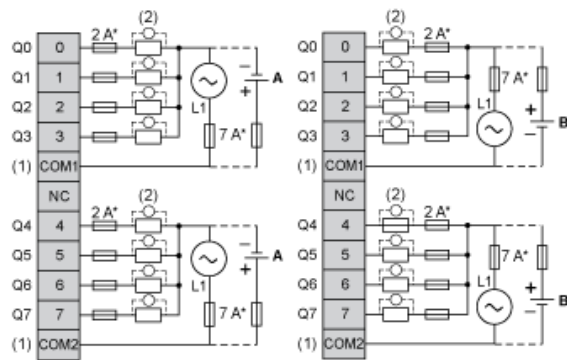 (2) (2)
Q0 0 2 A* Q0 0 2 A*
Q1 1 Q1 1
Q2 2 L1 − + A Q2 2 7 A* L1
Q3 3 7 A* Q3 3 + − B
(1) COM1 (1) COM1
NC NC
(2) (2)
Q4 4 2 A* Q4 4 2 A*
Q5 5 − + A Q5 5 7 A*
Q6 6 L1 Q6 6 L1
Q7 7 7 A* Q7 7 + − B
(1) COM2 (1) COM2